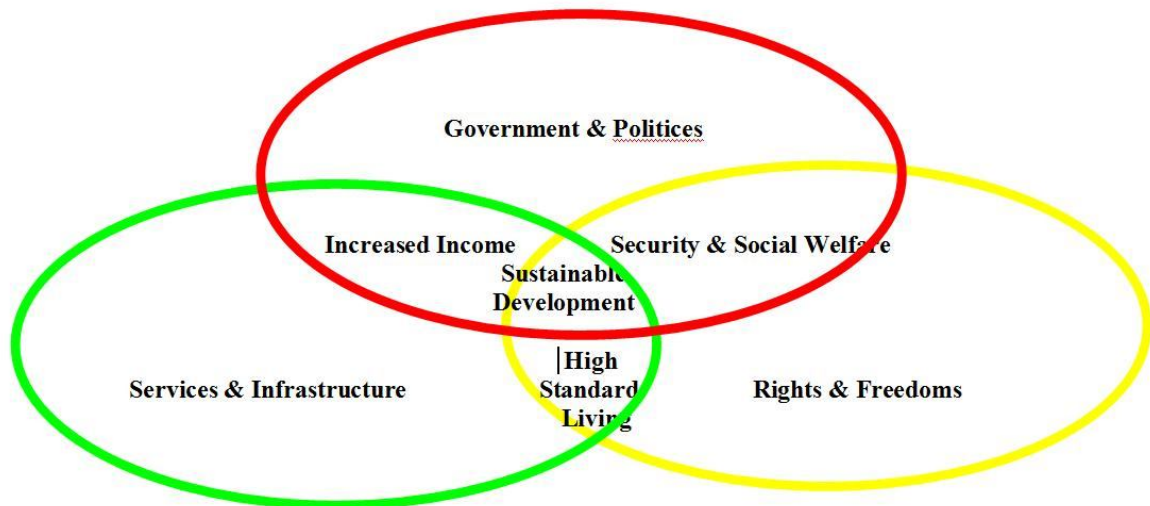 Government & Politices
Increased Income
Security & Social Welfare
Sustainable
Development
High
Standard
Living
Services & Infrastructure
Rights & Freedoms